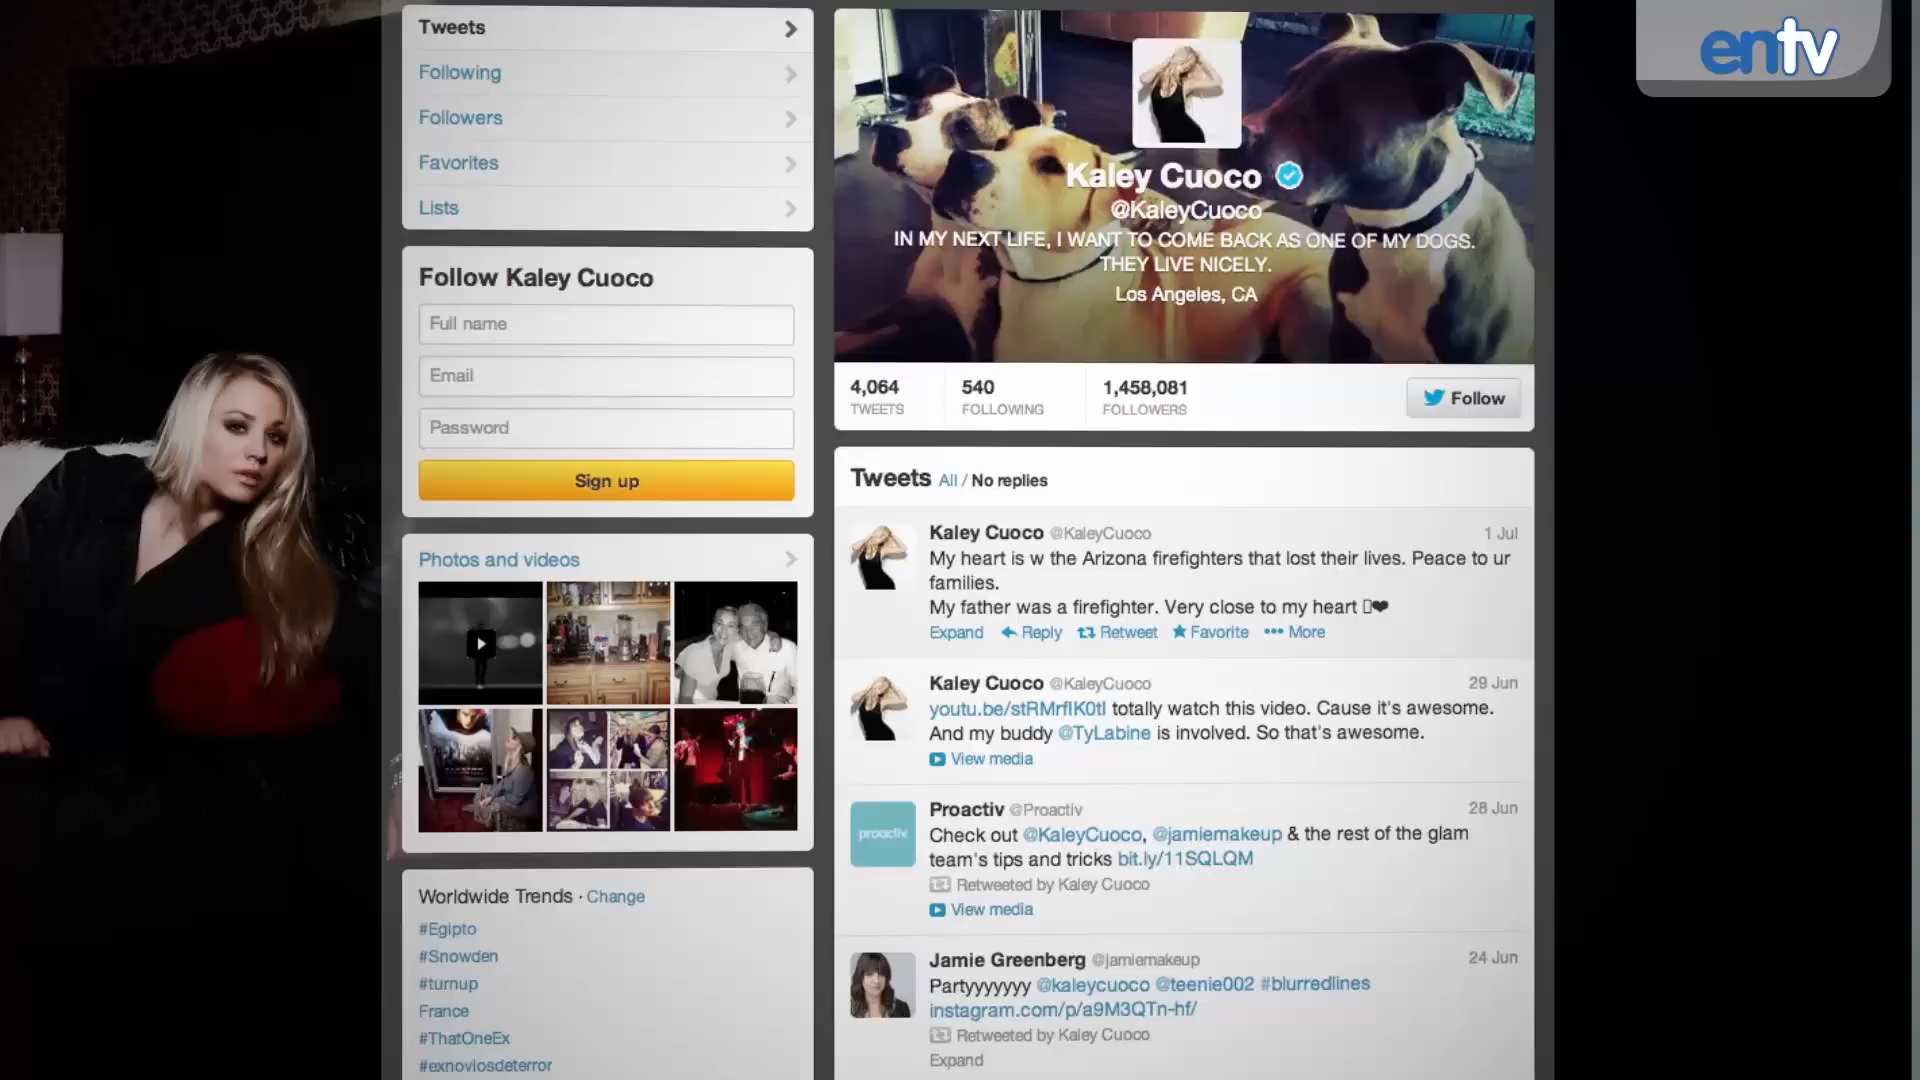 entv
Tweets
Following
Followers
Favorites
Lists
Follow Kaley Cuoco
Full name
Email
Password
Sign up
Photos and videos
Worldwide Trends · Change
#Egipto
#Snowden
#turnup
France
#ThatOneEx
#exnoviosdeterror
Kaley Cuoco
@KaleyCuoco
IN MY NEXT LIFE, I WANT TO COME BACK AS ONE OF MY DOGS.
THEY LIVE NICELY.
Los Angeles, CA
4,064 540 1,458,081
TWEETS FOLLOWING FOLLOWERS
Follow
Tweets All / No replies
Kaley Cuoco @KaleyCuoco 1 Jul
My heart is w the Arizona firefighters that lost their lives. Peace to ur
families.
My father was a firefighter. Very close to my heart ❤
Expand Reply Retweet Favorite More
Kaley Cuoco @KaleyCuoco 29 Jun
youtu.be/stRMrflK0tI totally watch this video. Cause it's awesome.
And my buddy @TyLabine is involved. So that's awesome.
View media
proactiv
Proactiv @Proactiv 28 Jun
Check out @KaleyCuoco, @jamiemakeup & the rest of the glam
team's tips and tricks bit.ly/11SQLQM
Retweeted by Kaley Cuoco
View media
Jamie Greenberg @jamiemakeup 24 Jun
Partyyyyyyy @kaleycuoco @teenie002 #blurredlines
instagram.com/p/a9M3QTn-hf/
Retweeted by Kaley Cuoco
Expand